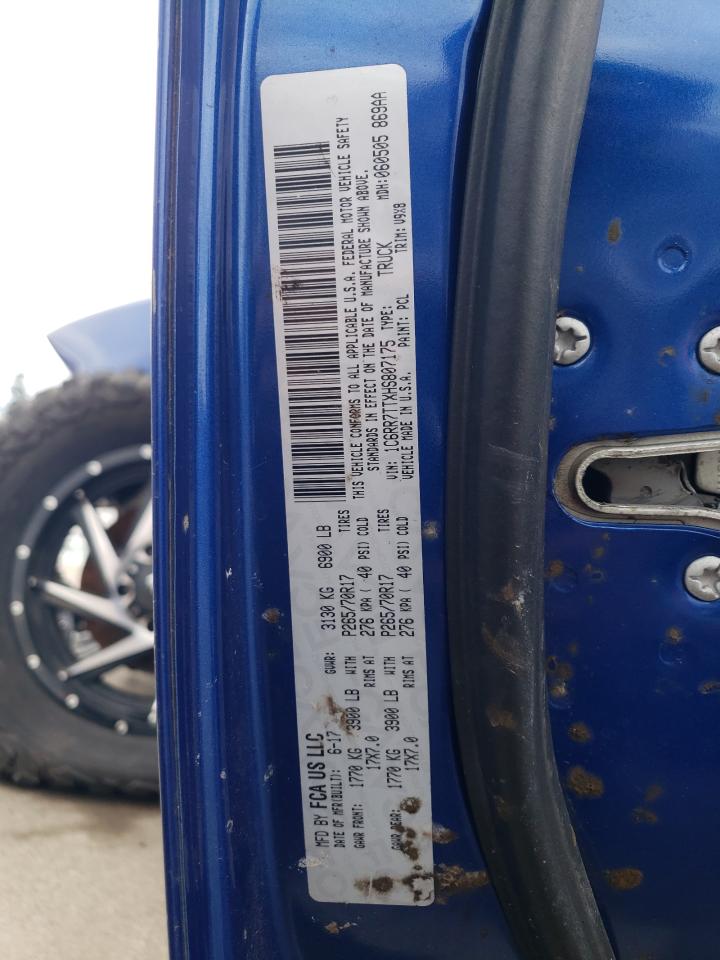 MFD BY FCA US LLC
DATE OF MFR(BUILT): 6-17 GVWR: 3130 KG 6900 LB
GAWR FRONT: 1770 KG 3900 LB WITH P265/70R17 TIRES
17X7.0 RIMS AT 276 KPA ( 40 PSI) COLD
GAWR REAR: 1770 KG 3900 LB WITH P265/70R17 TIRES
17X7.0 RIMS AT 276 KPA ( 40 PSI) COLD
THIS VEHICLE CONFORMS TO ALL APPLICABLE U.S.A. FEDERAL MOTOR VEHICLE SAFETY
STANDARDS IN EFFECT ON THE DATE OF MANUFACTURE SHOWN ABOVE.
VIN: 1C6RR7TTXHS807175 TYPE: TRUCK MDH:060505 869AA
VEHICLE MADE IN U.S.A. PAINT: PCL TRIM: V9X8